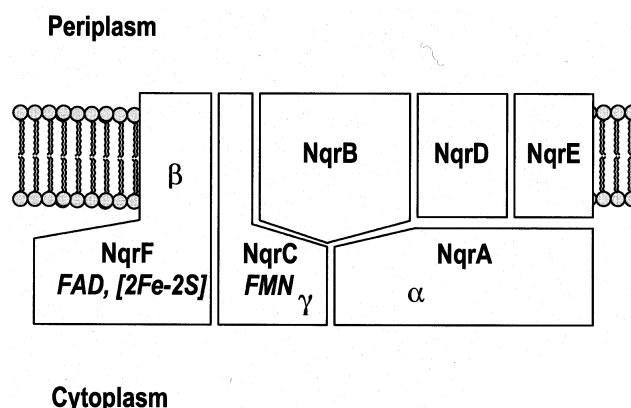 Periplasm
NqrB
NqrD
NqrE
β
NqrF
FAD, [2Fe-2S]
NqrC
FMN
γ
NqrA
α
Cytoplasm